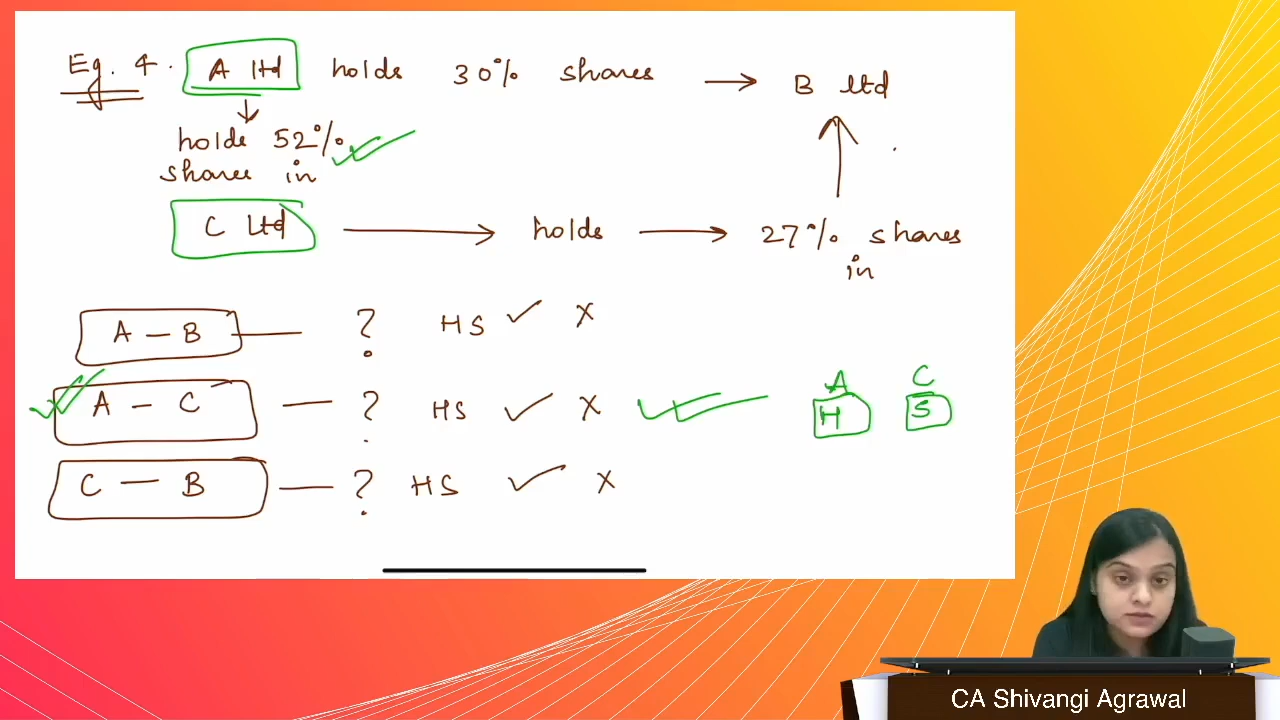 Eg. 4. A ltd holds 30% shares → B ltd
↓
holds 52%
shares in
C Ltd → holds → 27% shares
in
A – B — ? HS ✓ X
A – C — ? HS ✓ X
A C
H S
C – B — ? HS ✓ X
CA Shivangi Agrawal